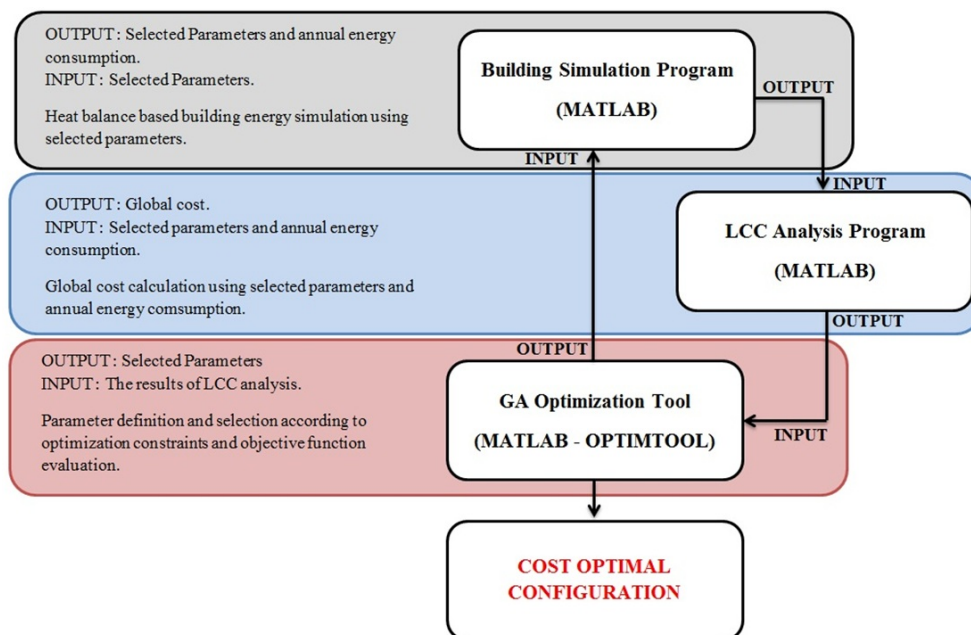 OUTPUT : Selected Parameters and annual energy
consumption.
INPUT : Selected Parameters.
Heat balance based building energy simulation using
selected parameters.
Building Simulation Program
(MATLAB)
OUTPUT
INPUT
INPUT
OUTPUT : Global cost.
INPUT : Selected parameters and annual energy
consumption.
Global cost calculation using selected parameters and
annual energy comsumption.
LCC Analysis Program
(MATLAB)
OUTPUT
OUTPUT
OUTPUT : Selected Parameters
INPUT : The results of LCC analysis.
Parameter definition and selection according to
optimization constraints and objective function
evaluation.
GA Optimization Tool
(MATLAB - OPTIMTOOL)
INPUT
COST OPTIMAL
CONFIGURATION